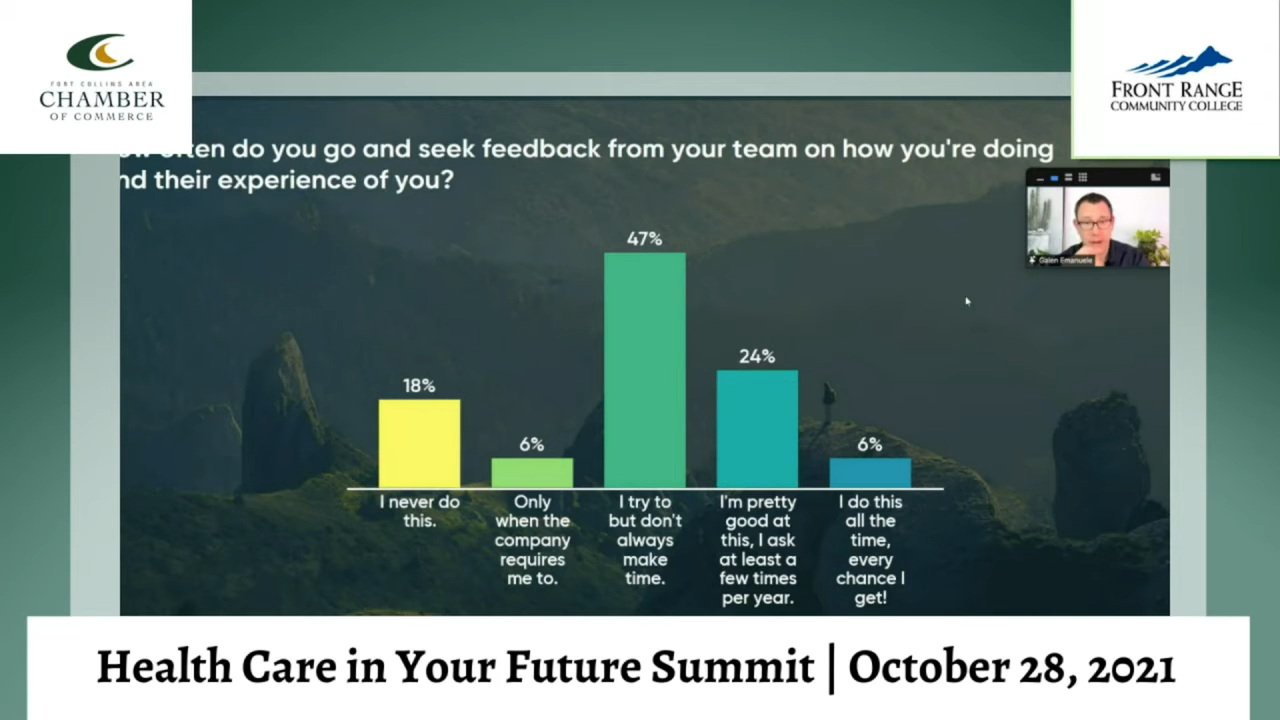 FORT COLLINS AREA
CHAMBER
OF COMMERCE
FRONT RANGE
COMMUNITY COLLEGE
do you go and seek feedback from your team on how you're doing
their experience of you?
Galen Emanuele
47%
24%
18%
6%
6%
I never do
this.
Only
when the
company
requires
me to.
I try to
but don't
always
make
time.
I'm pretty
good at
this, I ask
at least a
few times
per year.
I do this
all the
time,
every
chance I
get!
Health Care in Your Future Summit | October 28, 2021